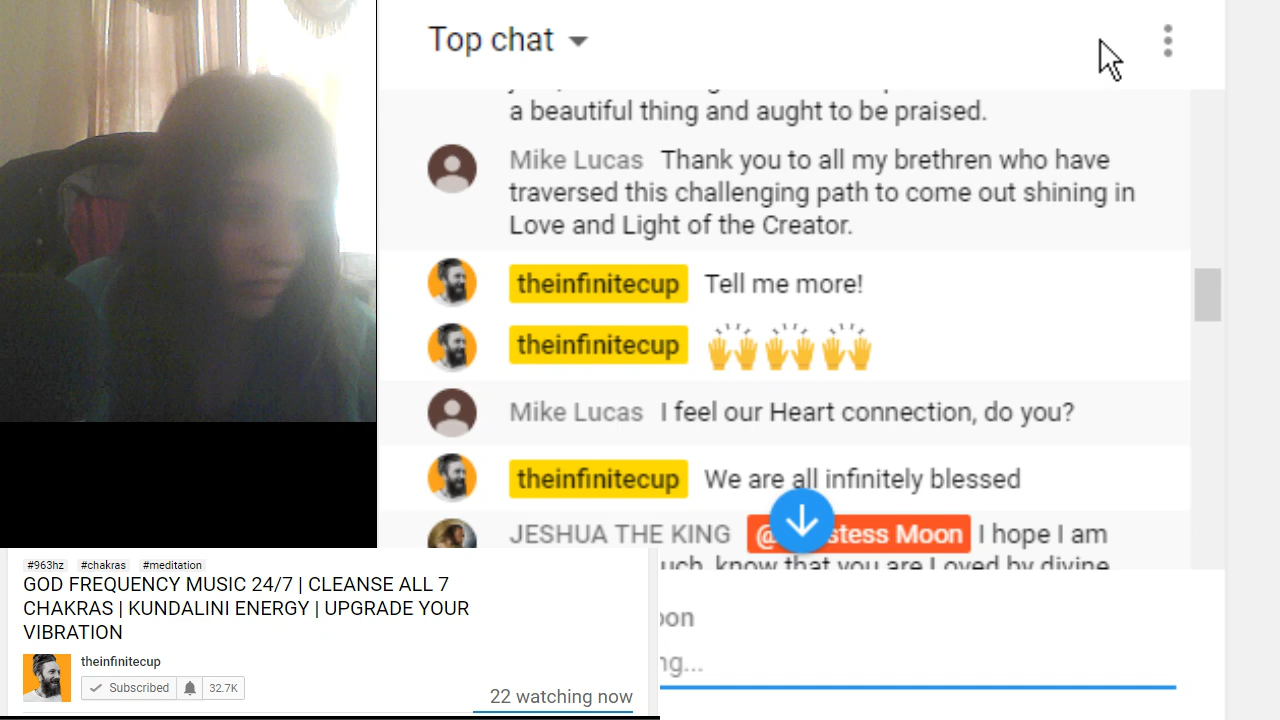 Top chat
a beautiful thing and aught to be praised.
Mike Lucas Thank you to all my brethren who have
traversed this challenging path to come out shining in
Love and Light of the Creator.
theinfinitecup Tell me more!
theinfinitecup 🙌🙌🙌
Mike Lucas I feel our Heart connection, do you?
theinfinitecup We are all infinitely blessed
JESHUA THE KING @ stess Moon I hope I am
know that you are Loved by divine
oon
ng...
#963hz #chakras #meditation
GOD FREQUENCY MUSIC 24/7 | CLEANSE ALL 7
CHAKRAS | KUNDALINI ENERGY | UPGRADE YOUR
VIBRATION
theinfinitecup
Subscribed 32.7K
22 watching now